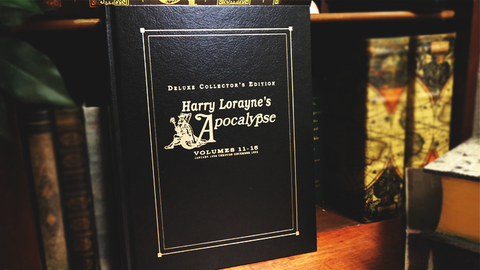 DELUXE COLLECTOR'S EDITION
Harry Lorayne's
Apocalypse
VOLUMES 11-15